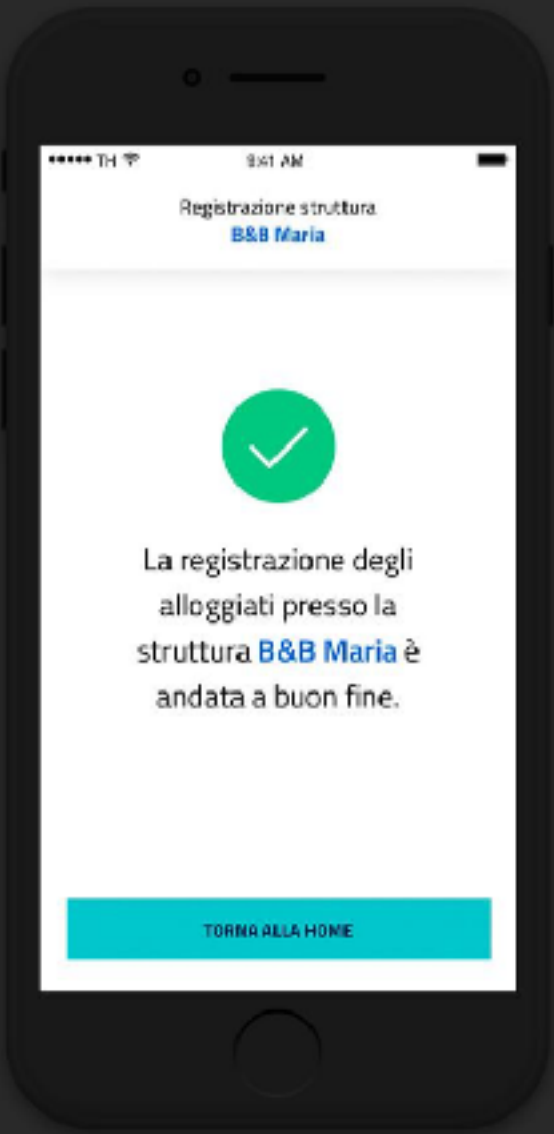 TH 9:41 AM
Registrazione struttura
B&B Maria
La registrazione degli
alloggiati presso la
struttura B&B Maria è
andata a buon fine.
TORNA ALLA HOME